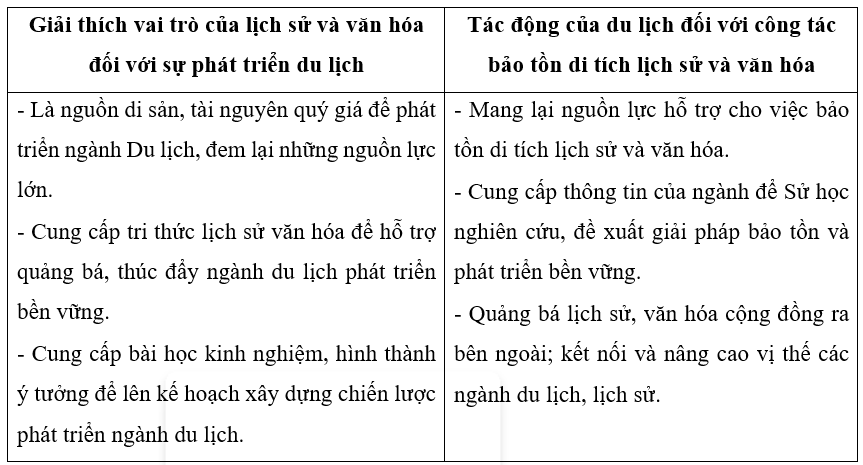 Giải thích vai trò của lịch sử và văn hóa
đối với sự phát triển du lịch
Tác động của du lịch đối với công tác
bảo tồn di tích lịch sử và văn hóa
- Là nguồn di sản, tài nguyên quý giá để phát
triển ngành Du lịch, đem lại những nguồn lực
lớn.
- Cung cấp tri thức lịch sử văn hóa để hỗ trợ
quảng bá, thúc đẩy ngành du lịch phát triển
bền vững.
- Cung cấp bài học kinh nghiệm, hình thành
ý tưởng để lên kế hoạch xây dựng chiến lược
phát triển ngành du lịch.
- Mang lại nguồn lực hỗ trợ cho việc bảo
tồn di tích lịch sử và văn hóa.
- Cung cấp thông tin của ngành để Sử học
nghiên cứu, đề xuất giải pháp bảo tồn và
phát triển bền vững.
- Quảng bá lịch sử, văn hóa cộng đồng ra
bên ngoài; kết nối và nâng cao vị thế các
ngành du lịch, lịch sử.